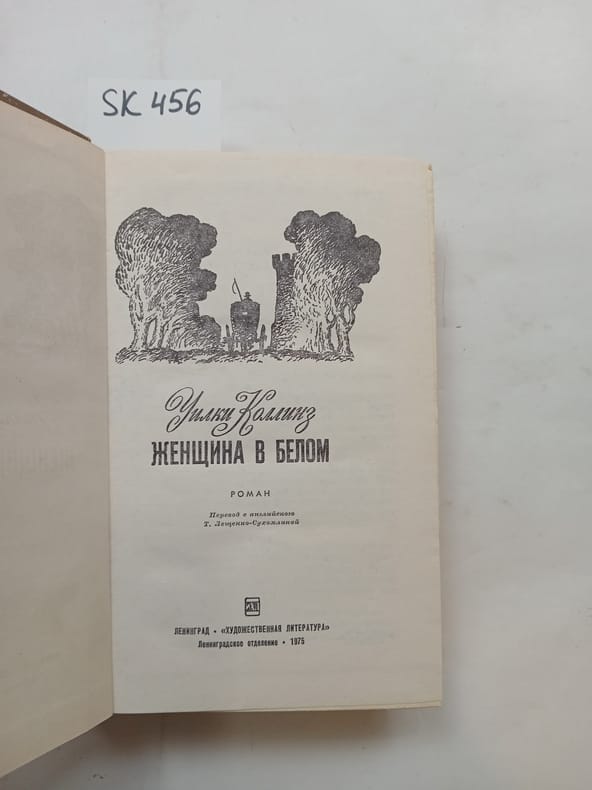 SK 456
Уилки Коллинз
ЖЕНЩИНА В БЕЛОМ
РОМАН
Перевод с английского
Т. Лещенко-Сухомлиной
ЛЕНИНГРАД • «ХУДОЖЕСТВЕННАЯ ЛИТЕРАТУРА»
Ленинградское отделение • 1975